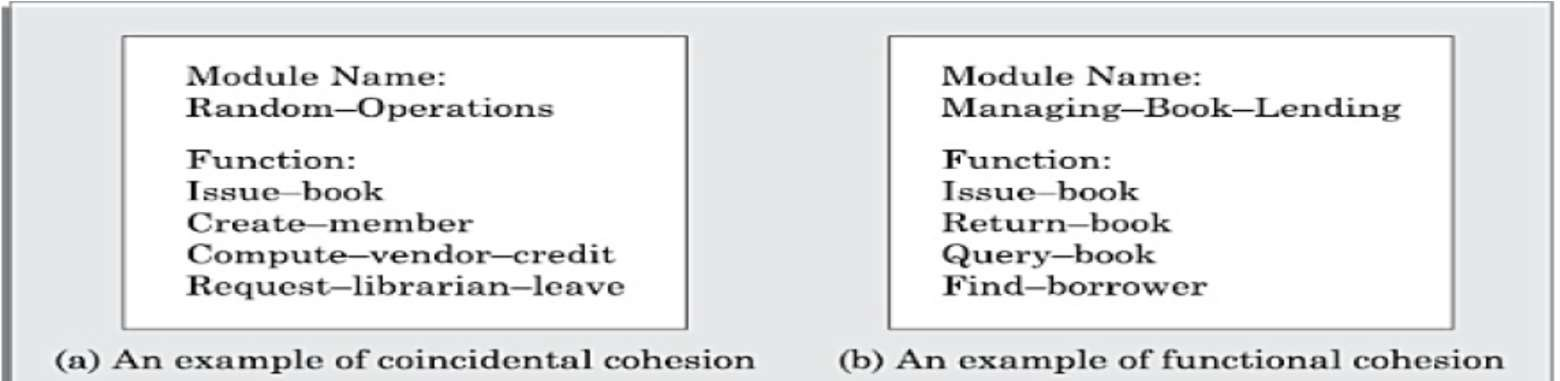 Module Name:
Random–Operations
Function:
Issue–book
Create–member
Compute–vendor–credit
Request–librarian–leave
(a) An example of coincidental cohesion
Module Name:
Managing–Book–Lending
Function:
Issue–book
Return–book
Query–book
Find–borrower
(b) An example of functional cohesion